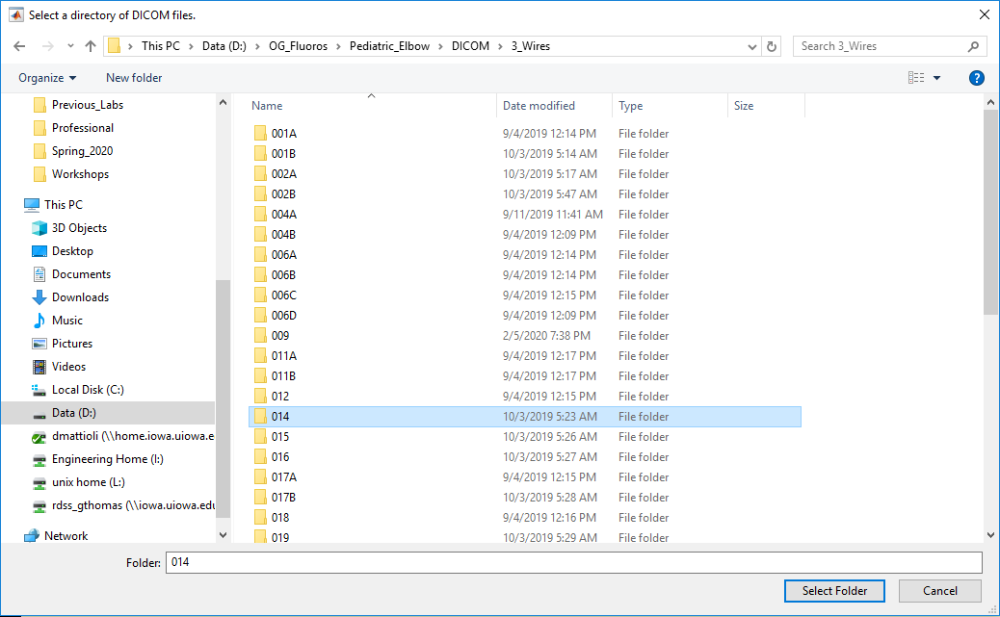 Select a directory of DICOM files.
This PC > Data (D:) > OG_Fluoros > Pediatric_Elbow > DICOM > 3_Wires
Search 3_Wires
Organize New folder
?
Previous_Labs
Professional
Spring_2020
Workshops
This PC
3D Objects
Desktop
Documents
Downloads
Music
Pictures
Videos
Local Disk (C:)
Data (D:)
dmattioli (\\home.iowa.uiowa.e
Engineering Home (I:)
unix home (L:)
rdss_gthomas (\\iowa.uiowa.edu
Network
Name Date modified Type Size
001A 9/4/2019 12:14 PM File folder
001B 10/3/2019 5:14 AM File folder
002A 10/3/2019 5:17 AM File folder
002B 10/3/2019 5:47 AM File folder
004A 9/11/2019 11:41 AM File folder
004B 9/4/2019 12:09 PM File folder
006A 9/4/2019 12:14 PM File folder
006B 9/4/2019 12:14 PM File folder
006C 9/4/2019 12:15 PM File folder
006D 9/4/2019 12:09 PM File folder
009 2/5/2020 7:38 PM File folder
011A 9/4/2019 12:17 PM File folder
011B 9/4/2019 12:17 PM File folder
012 9/4/2019 12:15 PM File folder
014 10/3/2019 5:23 AM File folder
015 10/3/2019 5:26 AM File folder
016 10/3/2019 5:27 AM File folder
017A 9/4/2019 12:15 PM File folder
017B 10/3/2019 5:28 AM File folder
018 9/4/2019 12:16 PM File folder
019 10/3/2019 5:29 AM File folder
Folder: 014
Select Folder Cancel